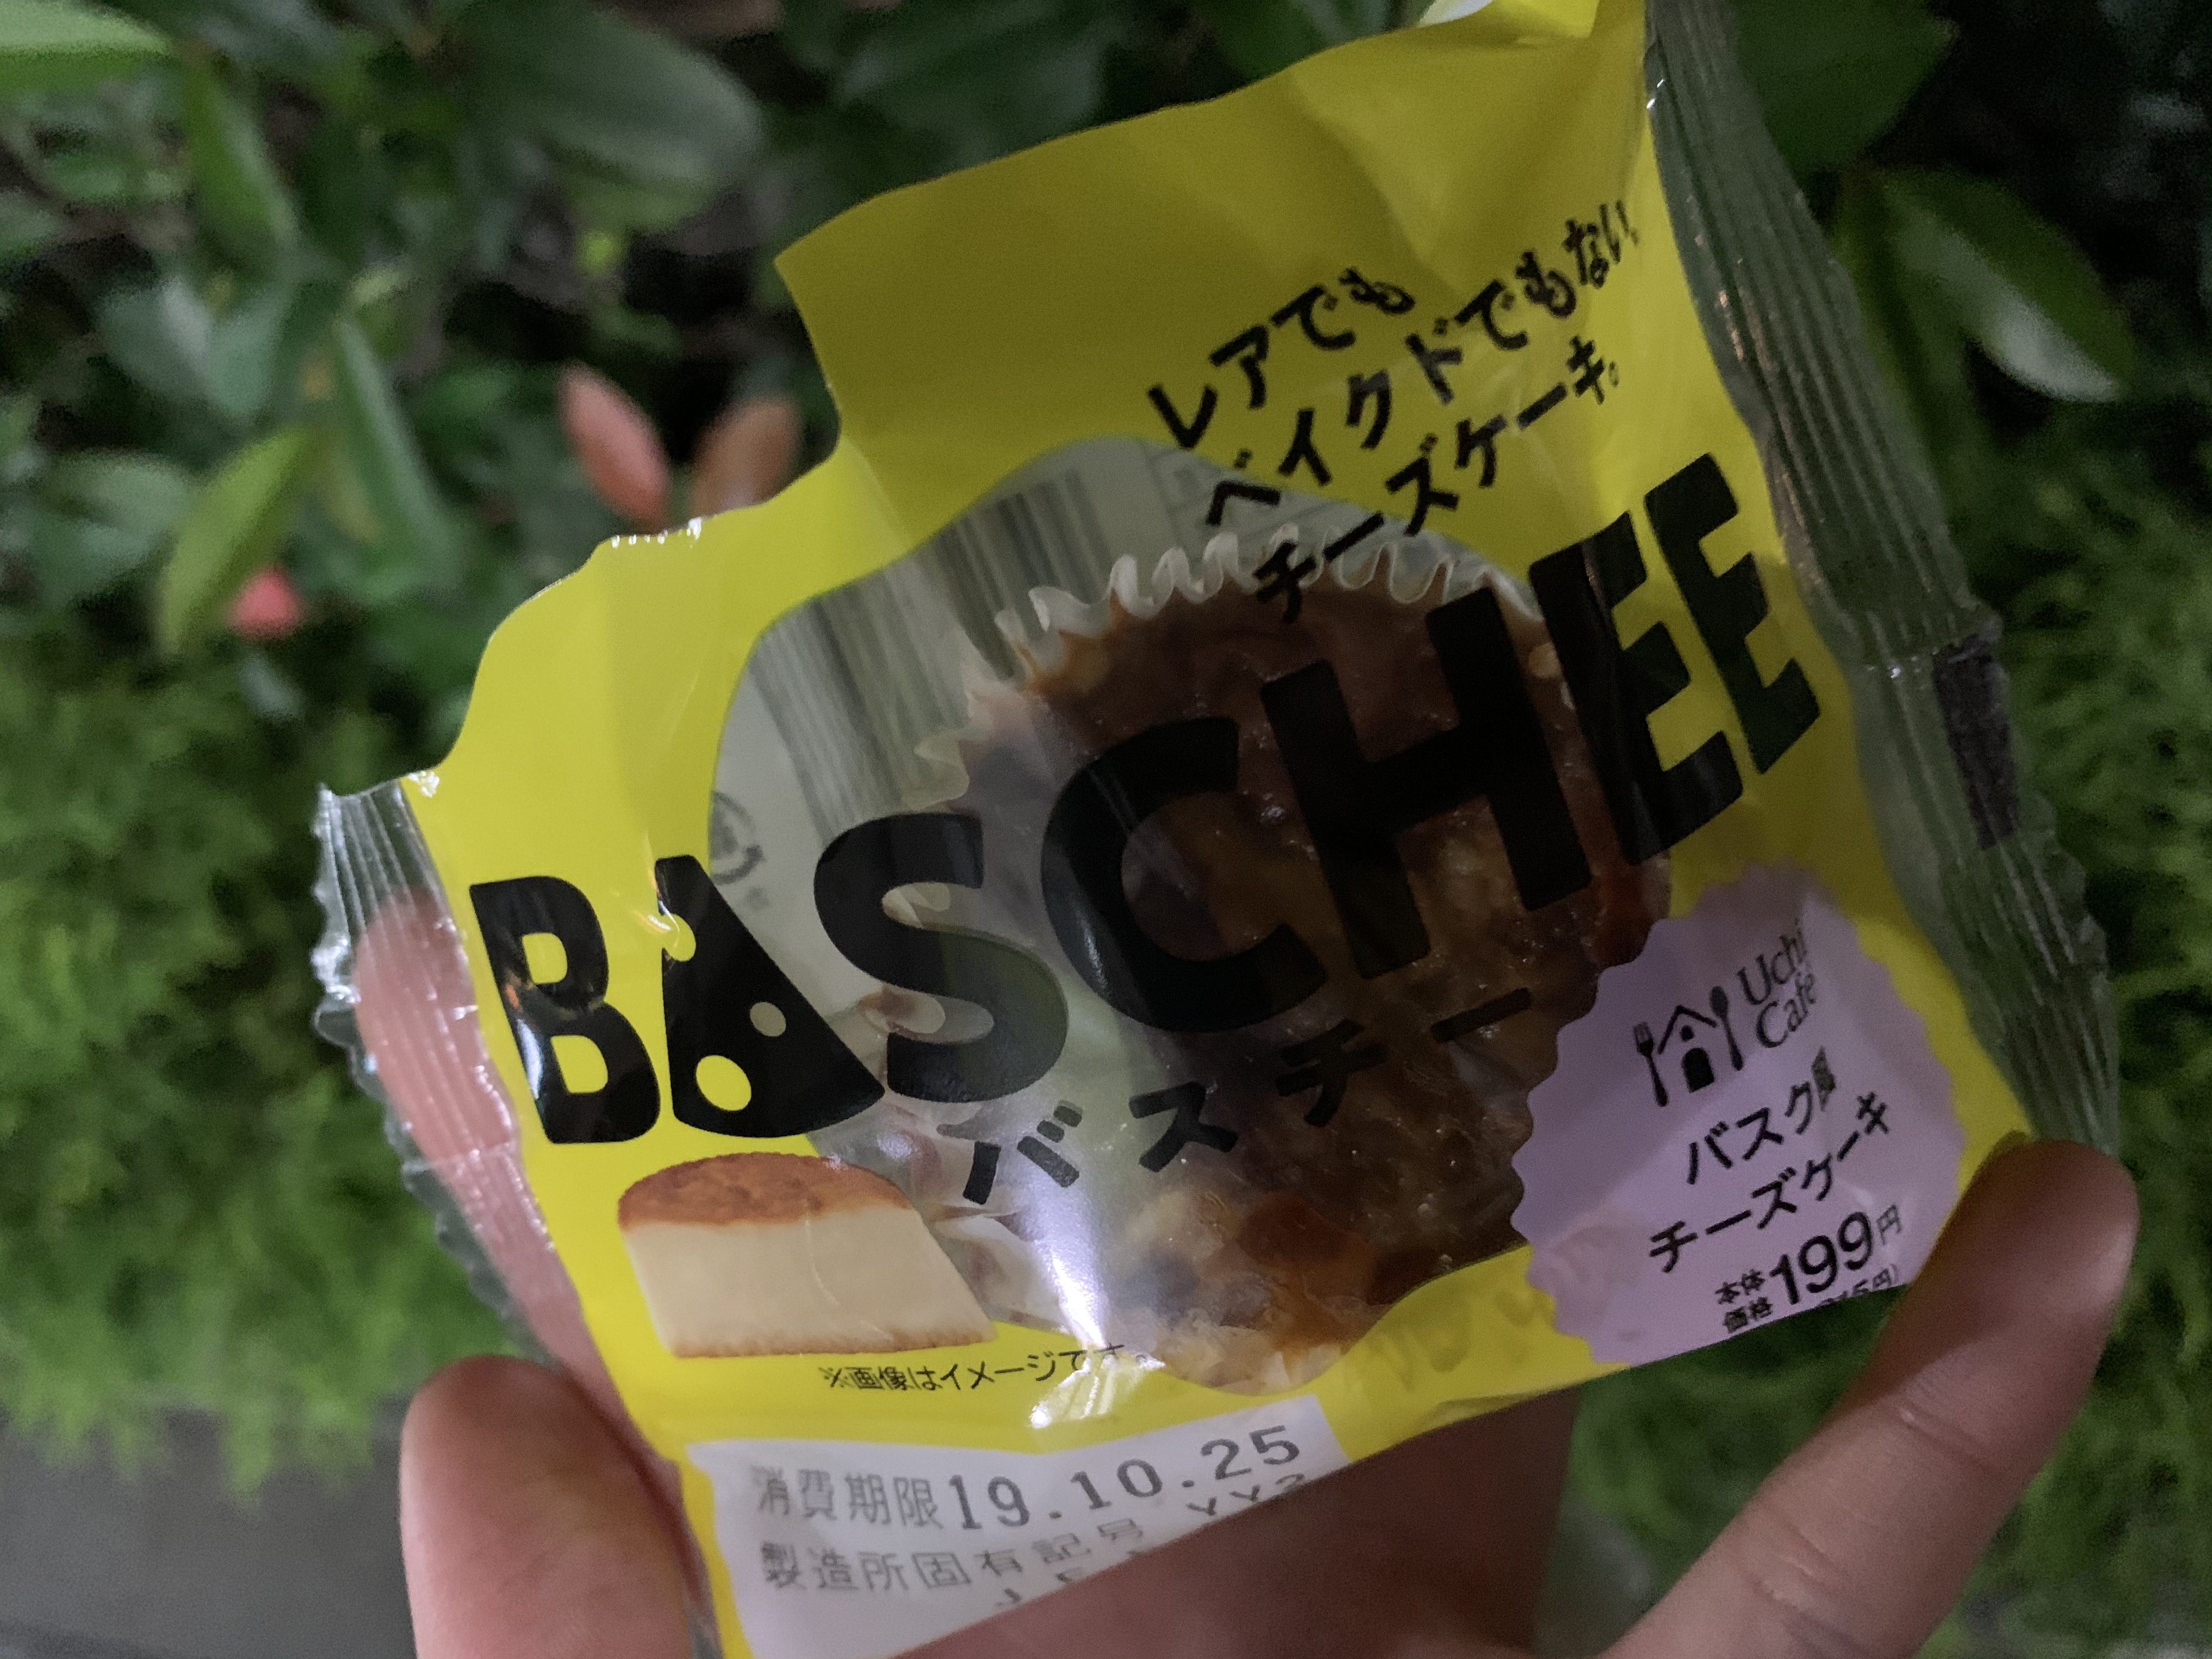 レアでも
ベイクドでもない、
チーズケーキ。
BASCHEE
バスチー
Uchi
Café
バスク風
チーズケーキ
本体
価格199円
※画像はイメージです。
消費期限19.10.25
製造所固有記号 YY2